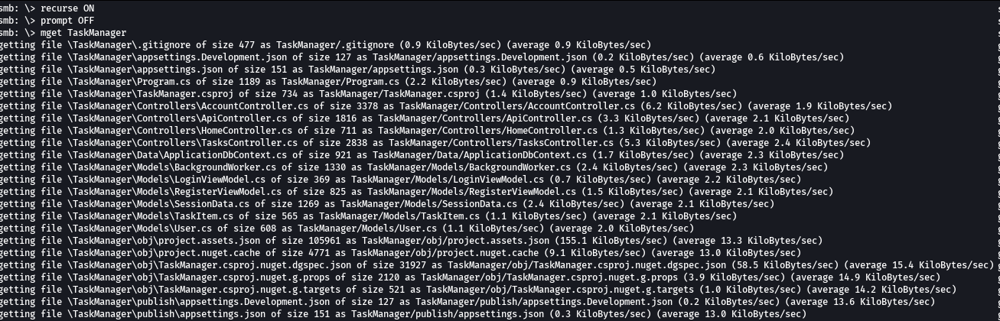 smb: \> recurse ON
smb: \> prompt OFF
smb: \> mget TaskManager
getting file \TaskManager\.gitignore of size 477 as TaskManager/.gitignore (0.9 KiloBytes/sec) (average 0.9 KiloBytes/sec)
getting file \TaskManager\appsettings.Development.json of size 127 as TaskManager/appsettings.Development.json (0.2 KiloBytes/sec) (average 0.6 KiloBytes/sec)
getting file \TaskManager\appsettings.json of size 151 as TaskManager/appsettings.json (0.3 KiloBytes/sec) (average 0.5 KiloBytes/sec)
getting file \TaskManager\Program.cs of size 1189 as TaskManager/Program.cs (2.2 KiloBytes/sec) (average 0.9 KiloBytes/sec)
getting file \TaskManager\TaskManager.csproj of size 734 as TaskManager/TaskManager.csproj (1.4 KiloBytes/sec) (average 1.0 KiloBytes/sec)
getting file \TaskManager\Controllers\AccountController.cs of size 3378 as TaskManager/Controllers/AccountController.cs (6.2 KiloBytes/sec) (average 1.9 KiloBytes/sec)
getting file \TaskManager\Controllers\ApiController.cs of size 1816 as TaskManager/Controllers/ApiController.cs (3.3 KiloBytes/sec) (average 2.1 KiloBytes/sec)
getting file \TaskManager\Controllers\HomeController.cs of size 711 as TaskManager/Controllers/HomeController.cs (1.3 KiloBytes/sec) (average 2.0 KiloBytes/sec)
getting file \TaskManager\Controllers\TasksController.cs of size 2838 as TaskManager/Controllers/TasksController.cs (5.3 KiloBytes/sec) (average 2.4 KiloBytes/sec)
getting file \TaskManager\Data\ApplicationDbContext.cs of size 921 as TaskManager/Data/ApplicationDbContext.cs (1.7 KiloBytes/sec) (average 2.3 KiloBytes/sec)
getting file \TaskManager\Models\BackgroundWorker.cs of size 1330 as TaskManager/Models/BackgroundWorker.cs (2.4 KiloBytes/sec) (average 2.3 KiloBytes/sec)
getting file \TaskManager\Models\LoginViewModel.cs of size 369 as TaskManager/Models/LoginViewModel.cs (0.7 KiloBytes/sec) (average 2.2 KiloBytes/sec)
getting file \TaskManager\Models\RegisterViewModel.cs of size 825 as TaskManager/Models/RegisterViewModel.cs (1.5 KiloBytes/sec) (average 2.1 KiloBytes/sec)
getting file \TaskManager\Models\SessionData.cs of size 1269 as TaskManager/Models/SessionData.cs (2.4 KiloBytes/sec) (average 2.1 KiloBytes/sec)
getting file \TaskManager\Models\TaskItem.cs of size 565 as TaskManager/Models/TaskItem.cs (1.1 KiloBytes/sec) (average 2.1 KiloBytes/sec)
getting file \TaskManager\Models\User.cs of size 608 as TaskManager/Models/User.cs (1.1 KiloBytes/sec) (average 2.0 KiloBytes/sec)
getting file \TaskManager\obj\project.assets.json of size 105961 as TaskManager/obj/project.assets.json (155.1 KiloBytes/sec) (average 13.3 KiloBytes/sec)
getting file \TaskManager\obj\project.nuget.cache of size 4771 as TaskManager/obj/project.nuget.cache (9.1 KiloBytes/sec) (average 13.0 KiloBytes/sec)
getting file \TaskManager\obj\TaskManager.csproj.nuget.dgspec.json of size 31927 as TaskManager/obj/TaskManager.csproj.nuget.dgspec.json (58.5 KiloBytes/sec) (average 15.4 KiloBytes/sec)
getting file \TaskManager\obj\TaskManager.csproj.nuget.g.props of size 2120 as TaskManager/obj/TaskManager.csproj.nuget.g.props (3.9 KiloBytes/sec) (average 14.9 KiloBytes/sec)
getting file \TaskManager\obj\TaskManager.csproj.nuget.g.targets of size 521 as TaskManager/obj/TaskManager.csproj.nuget.g.targets (1.0 KiloBytes/sec) (average 14.2 KiloBytes/sec)
getting file \TaskManager\publish\appsettings.Development.json of size 127 as TaskManager/publish/appsettings.Development.json (0.2 KiloBytes/sec) (average 13.6 KiloBytes/sec)
getting file \TaskManager\publish\appsettings.json of size 151 as TaskManager/publish/appsettings.json (0.3 KiloBytes/sec) (average 13.0 KiloBytes/sec)